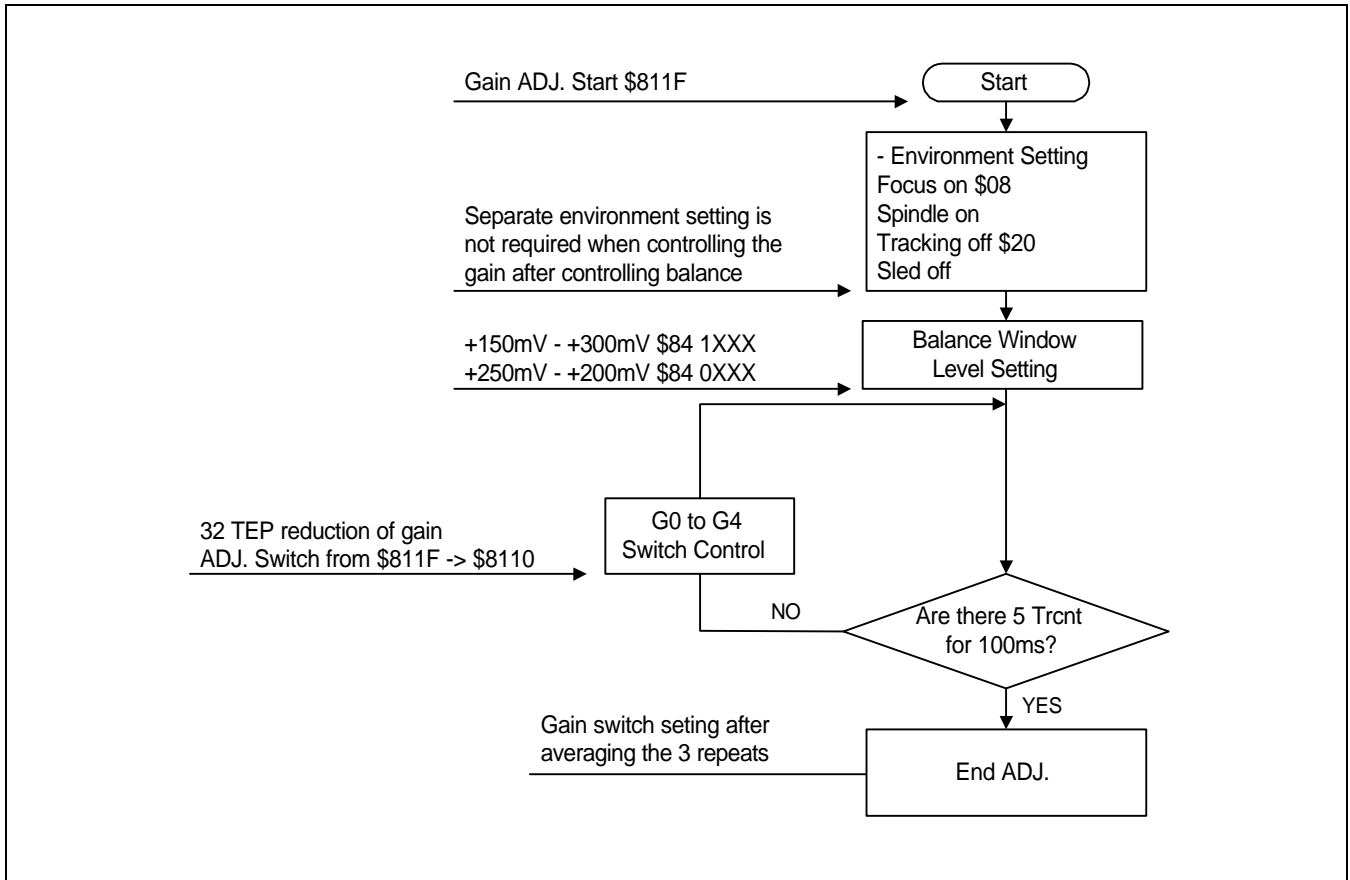 Gain ADJ. Start $811F
Start
- Environment Setting
Focus on $08
Spindle on
Tracking off $20
Sled off
Separate environment setting is
not required when controlling the
gain after controlling balance
+150mV - +300mV $84 1XXX
+250mV - +200mV $84 0XXX
Balance Window
Level Setting
32 TEP reduction of gain
ADJ. Switch from $811F -> $8110
G0 to G4
Switch Control
NO
Are there 5 Trcnt
for 100ms?
YES
Gain switch seting after
averaging the 3 repeats
End ADJ.